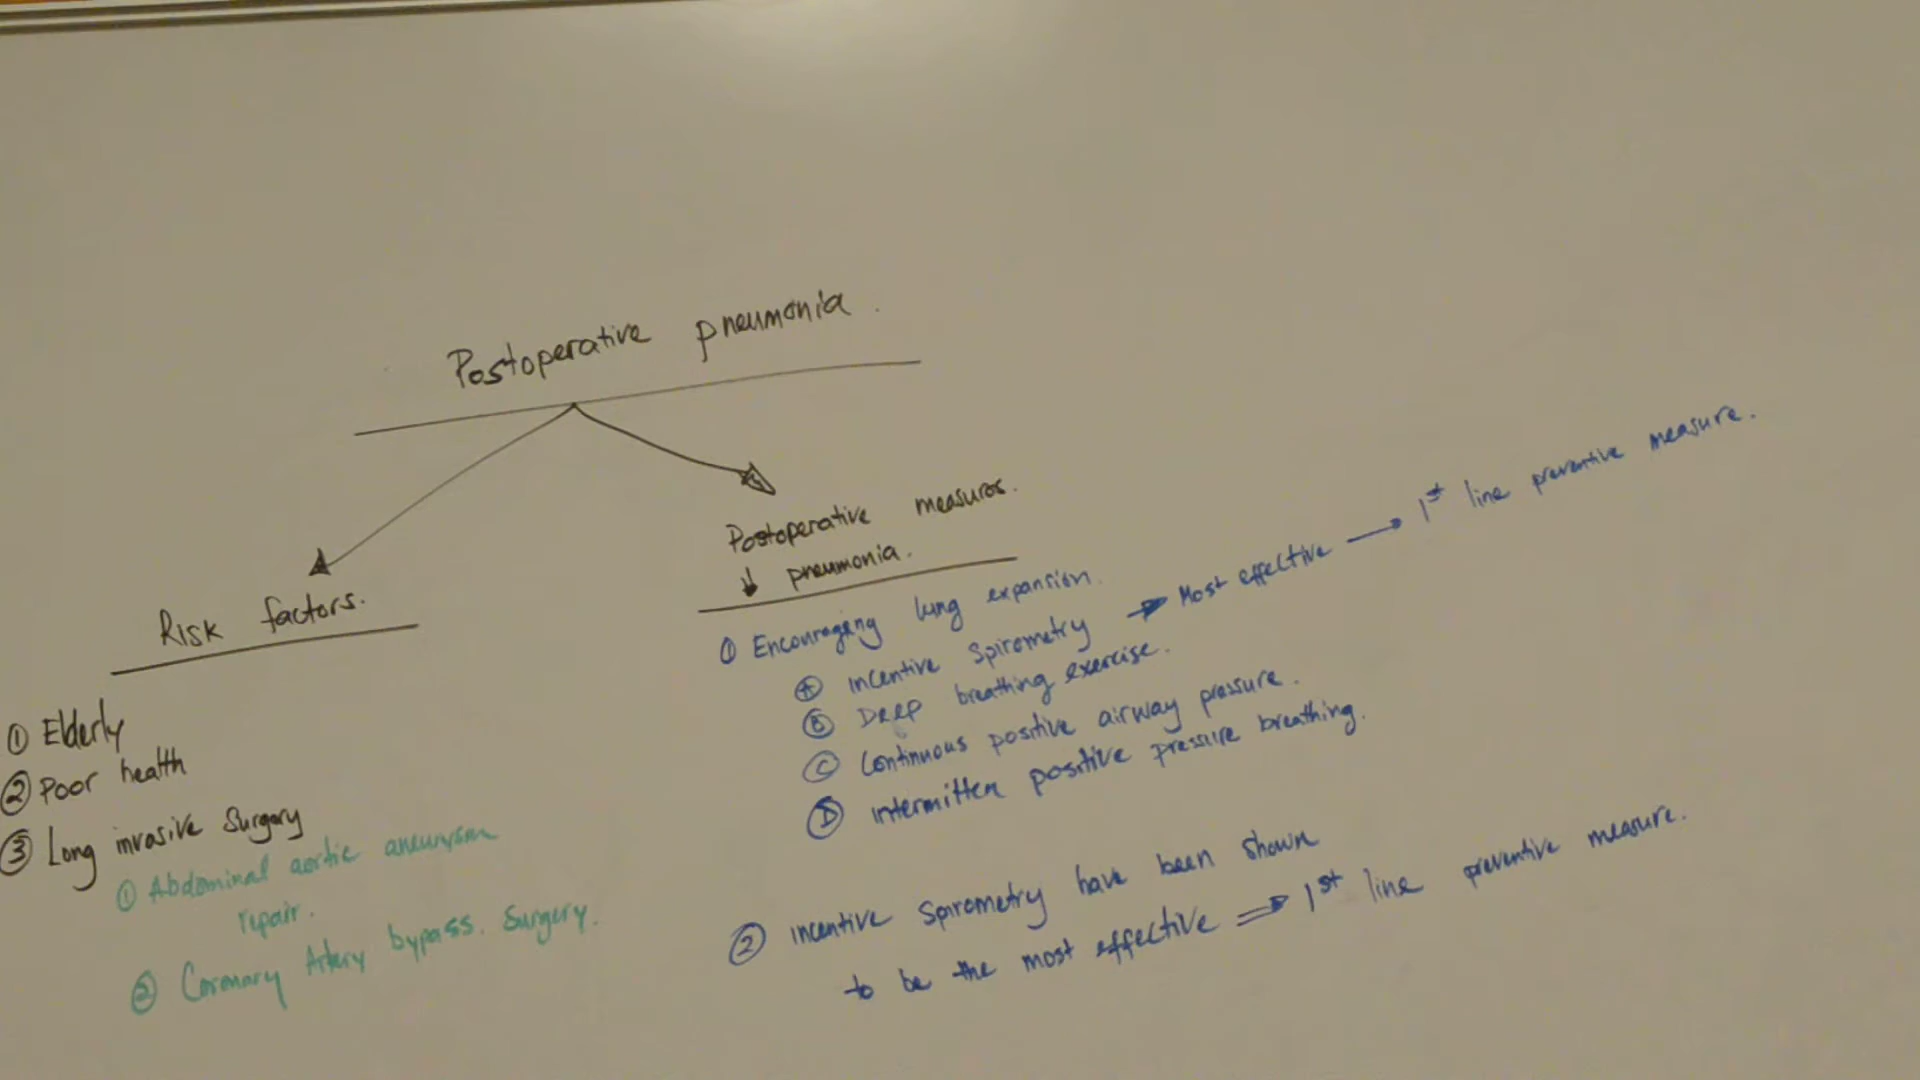 Postoperative pneumonia.
Risk factors.
① Elderly
② Poor health
③ Long invasive surgery
① Abdominal aortic aneurysm
repair.
② Coronary Artery bypass. Surgery.
Postoperative measures.
↓ pneumonia.
① Encouraging lung expansion.
Ⓐ incentive spirometry → Most effective → 1st line preventive measure.
Ⓑ Deep breathing exercise.
Ⓒ Continuous positive airway pressure.
Ⓓ intermitten positive pressure breathing.
② incentive spirometry have been shown
to be the most effective ⇒ 1st line preventive measure.